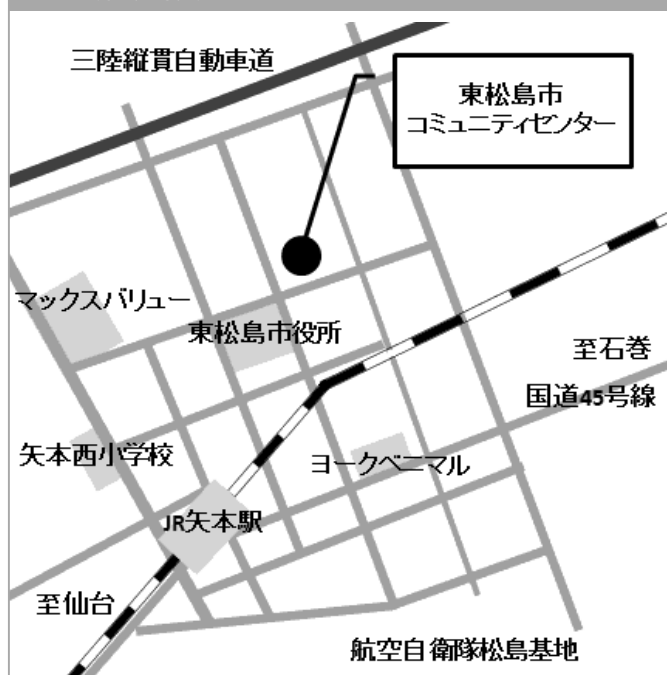 三陸縦貫自動車道
東松島市
コミュニティセンター
マックスバリュー
東松島市役所
至石巻
国道45号線
矢本西小学校
ヨークベニマル
JR矢本駅
至仙台
航空自衛隊松島基地